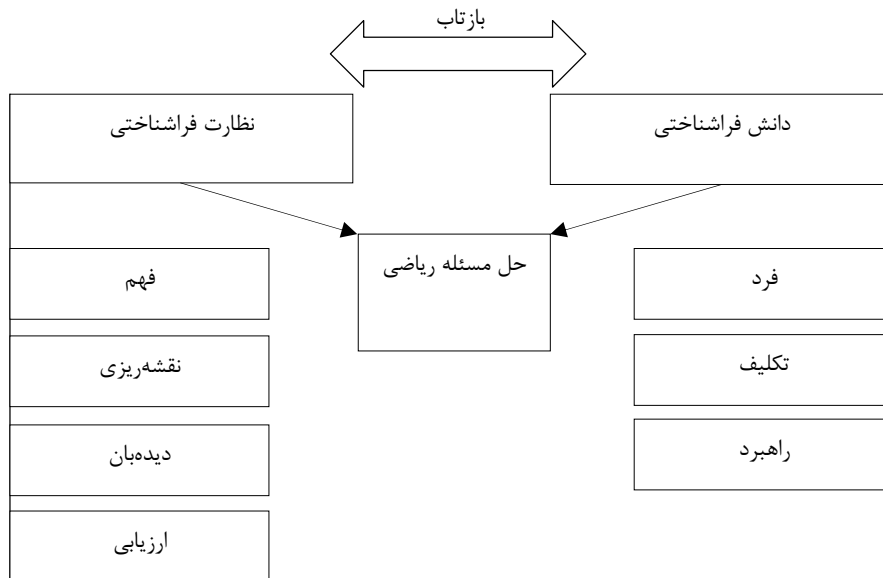 بازتاب
دانش فراشناختی
نظارت فراشناختی
حل مسئله ریاضی
فرد
فهم
تکلیف
نقشه‌ریزی
راهبرد
دیده‌بان
ارزیابی